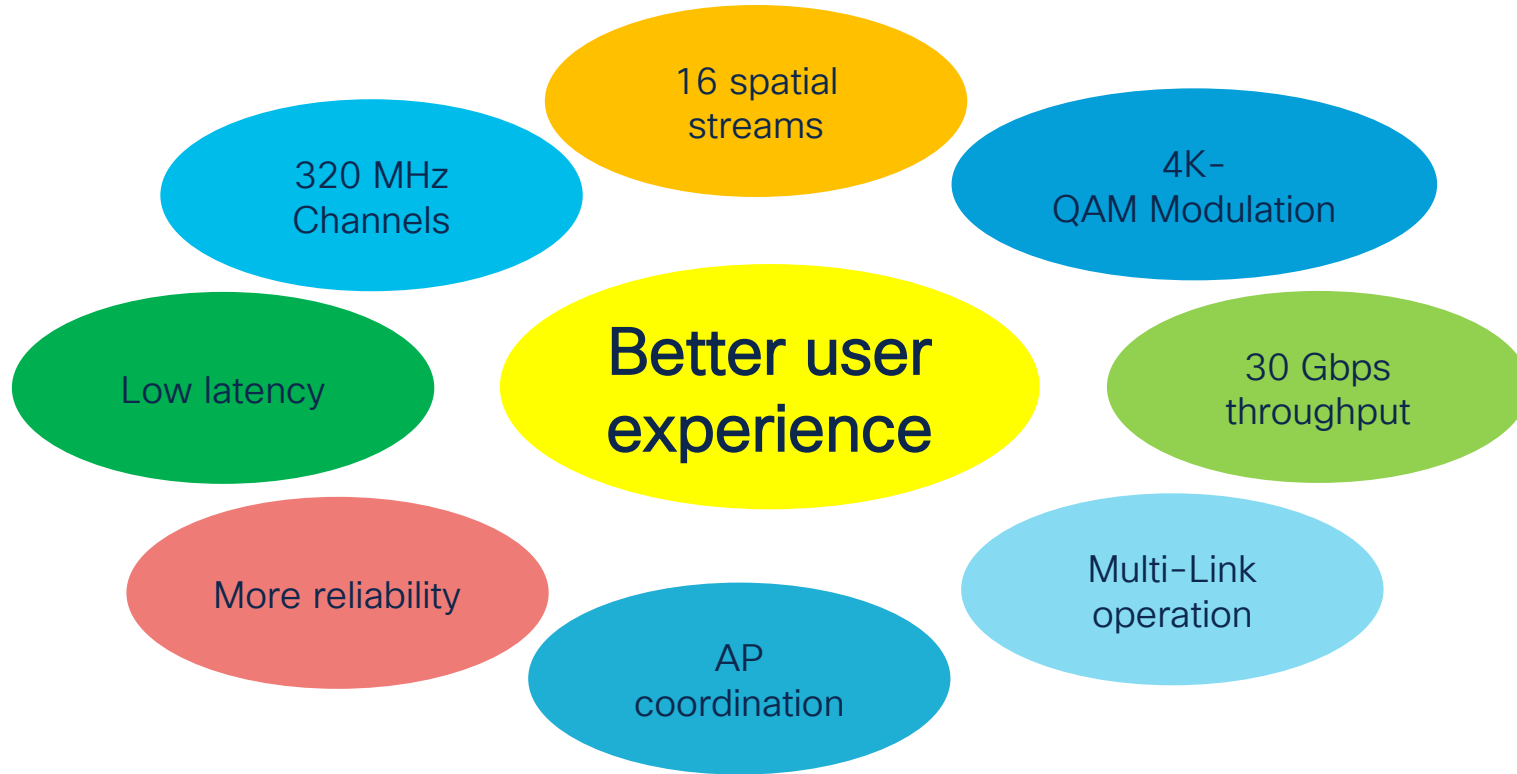 16 spatial
streams
320 MHz
Channels
4K-
QAM Modulation
Better user
experience
Low latency
30 Gbps
throughput
More reliability
Multi-Link
operation
AP
coordination